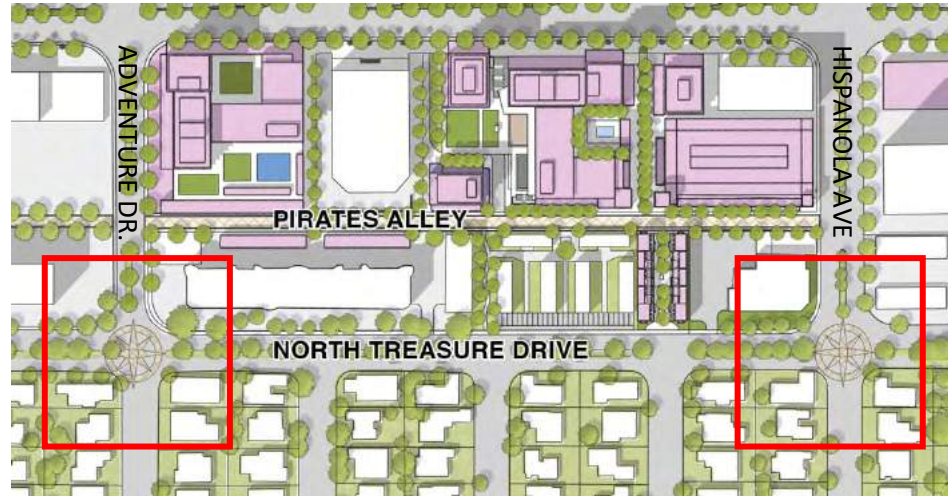 ADVENTURE DR.
HISPANOLA AVE
PIRATES ALLEY
NORTH TREASURE DRIVE